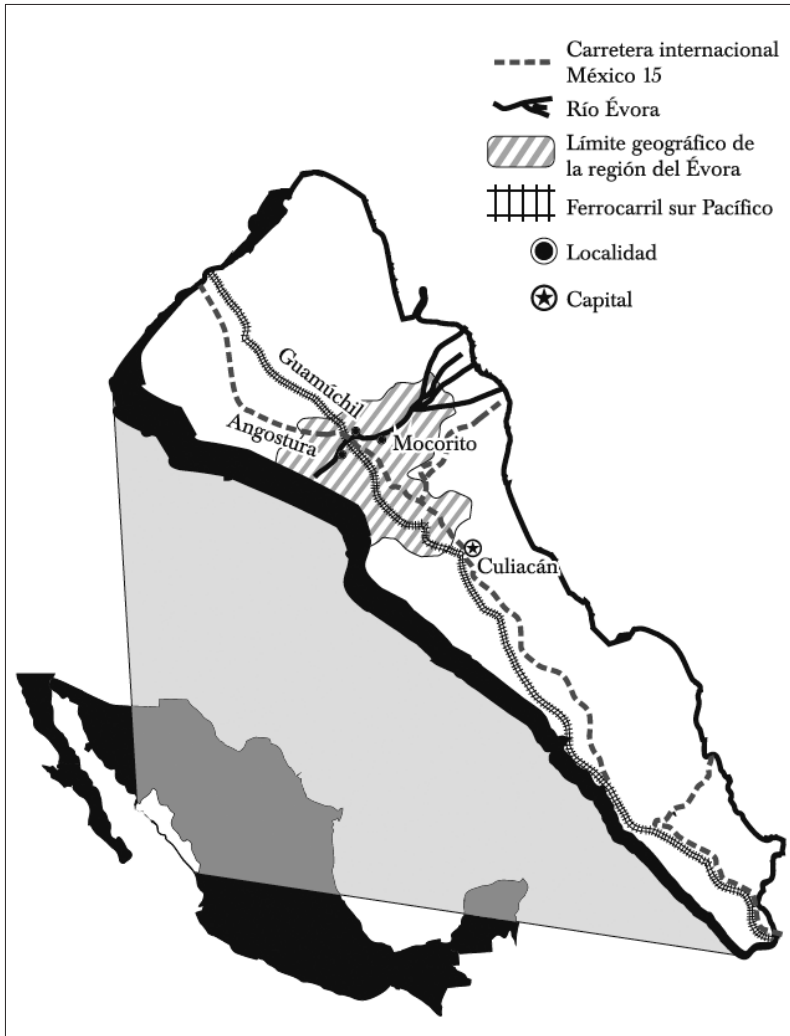 Carretera internacional
México 15
Río Évora
Límite geográfico de
la región del Évora
Ferrocarril sur Pacífico
Localidad
Capital
Guamúchil
Angostura
Mocorito
Culiacán